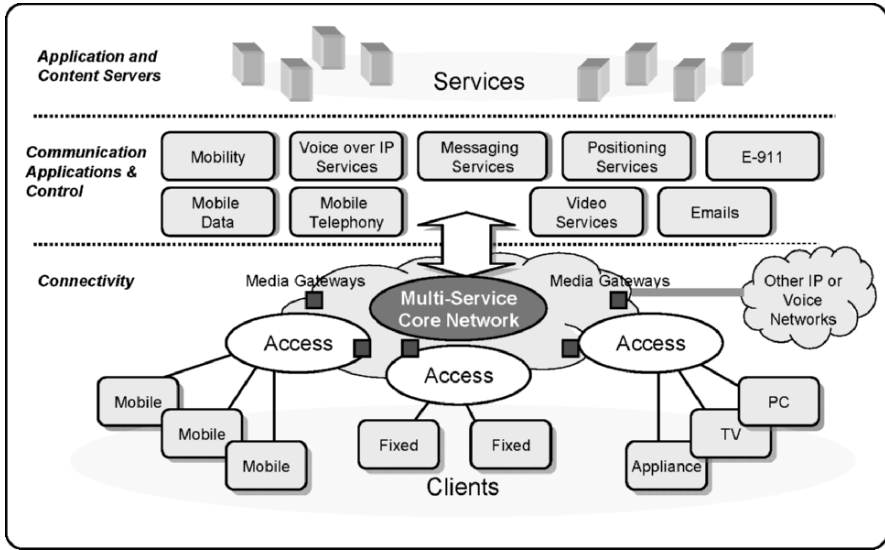 Application and
Content Servers
Services
Communication
Applications &
Control
Mobility
Voice over IP
Services
Messaging
Services
Positioning
Services
E-911
Mobile
Data
Mobile
Telephony
Video
Services
Emails
Connectivity
Media Gateways
Multi-Service
Core Network
Media Gateways
Other IP or
Voice
Networks
Access
Access
Access
Mobile
Mobile
Mobile
Fixed
Fixed
PC
TV
Appliance
Clients